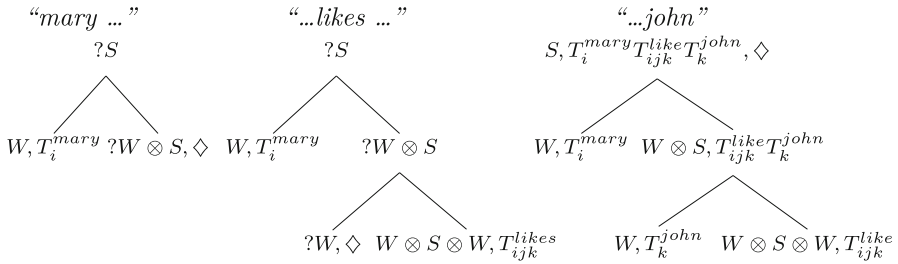 “mary ...” “...likes ...” “...john”
?S ?S S, T_i^{mary} T_{ijk}^{like} T_k^{john}, ♢
W, T_i^{mary} ?W ⊗ S, ♢ W, T_i^{mary} ?W ⊗ S W, T_i^{mary} W ⊗ S, T_{ijk}^{like} T_k^{john}
?W, ♢ W ⊗ S ⊗ W, T_{ijk}^{likes} W, T_k^{john} W ⊗ S ⊗ W, T_{ijk}^{like}